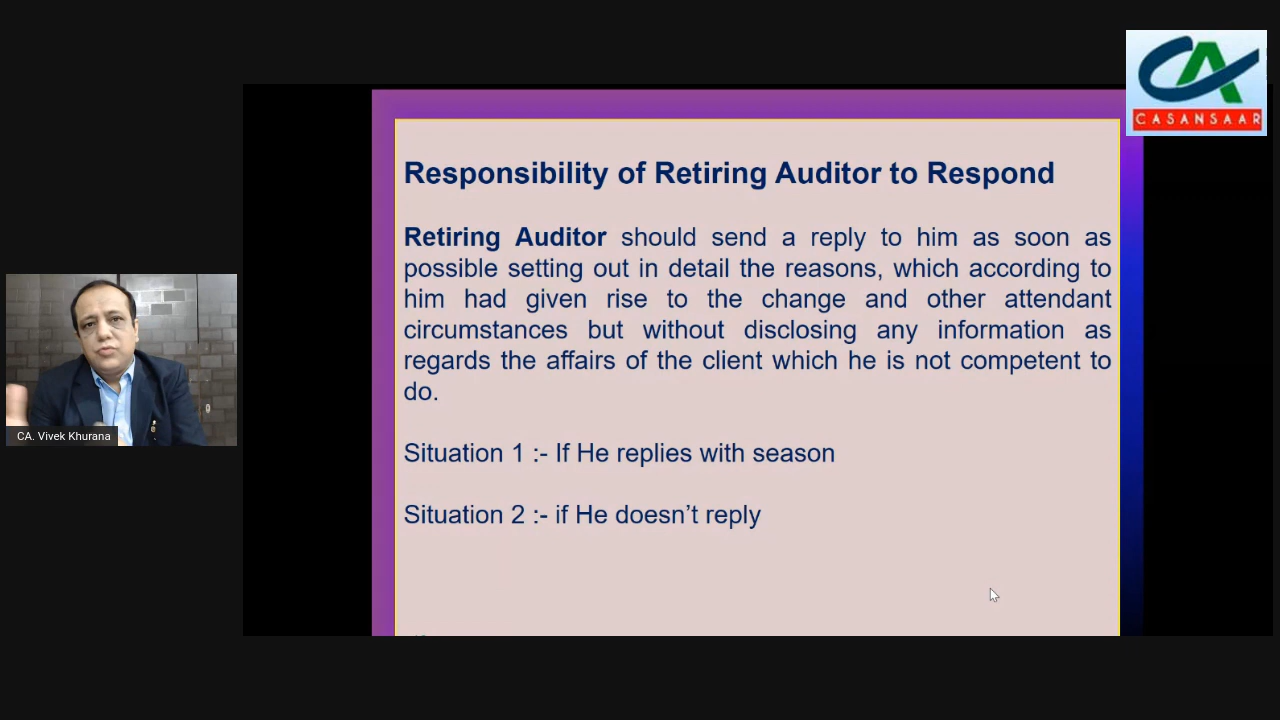 CA
CASANSAAR
Responsibility of Retiring Auditor to Respond
Retiring Auditor should send a reply to him as soon as
possible setting out in detail the reasons, which according to
him had given rise to the change and other attendant
circumstances but without disclosing any information as
regards the affairs of the client which he is not competent to
do.
Situation 1 :- If He replies with season
Situation 2 :- if He doesn’t reply
CA. Vivek Khurana